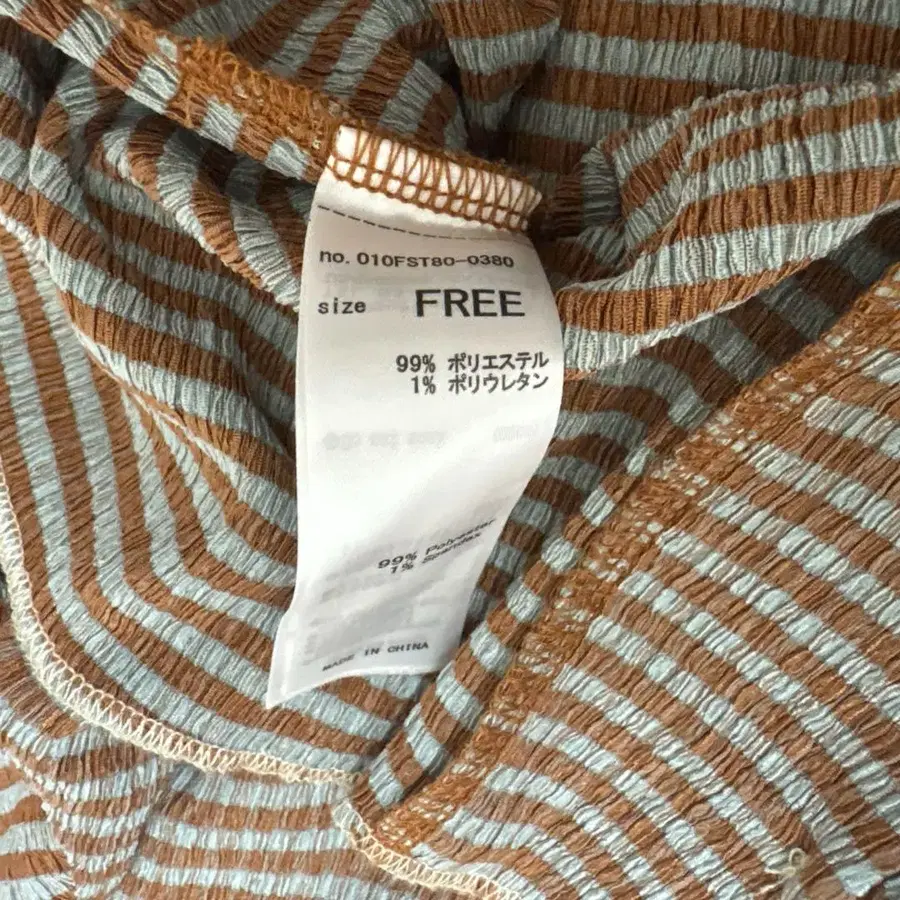 no. 010FST80-0380
size FREE
99% ポリエステル
1% ポリウレタン
99% Polyester
1% Spandex
MADE IN CHINA